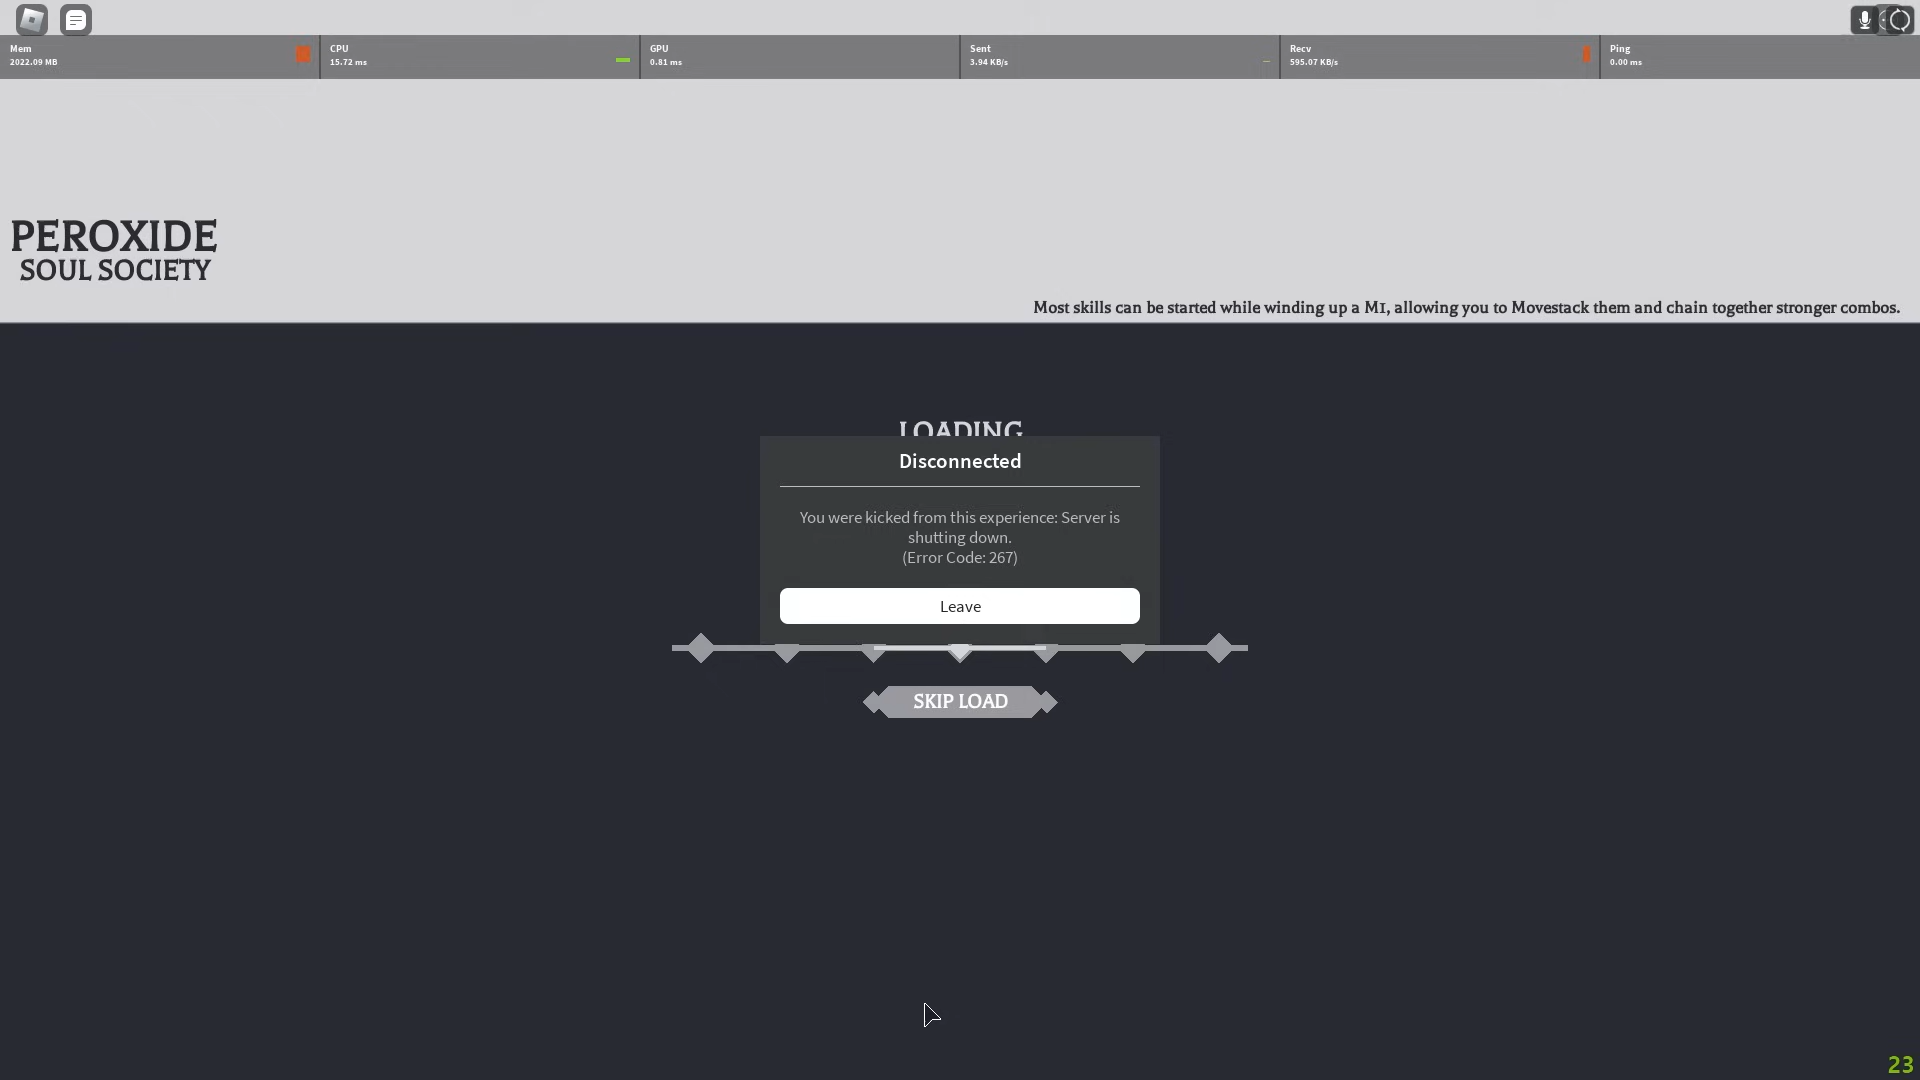 Mem
2022.09 MB
CPU
15.72 ms
GPU
0.81 ms
Sent
3.94 KB/s
Recv
595.07 KB/s
Ping
0.00 ms
PEROXIDE
SOUL SOCIETY
Most skills can be started while winding up a M1, allowing you to Movestack them and chain together stronger combos.
LOADING
Disconnected
You were kicked from this experience: Server is
shutting down.
(Error Code: 267)
Leave
SKIP LOAD
23